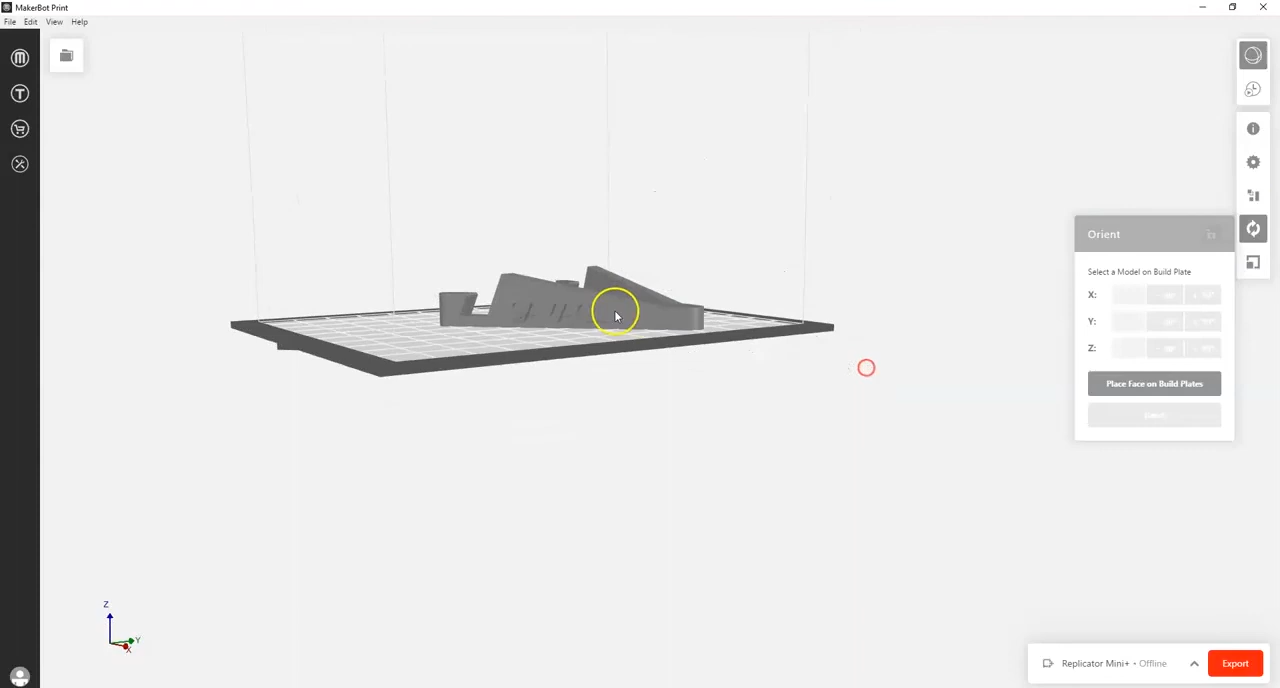 MakerBot Print
File Edit View Help
Orient
Select a Model on Build Plate
X:
Y:
Z:
Place Face on Build Plates
Z
Y
X
Replicator Mini+ • Offline
Export